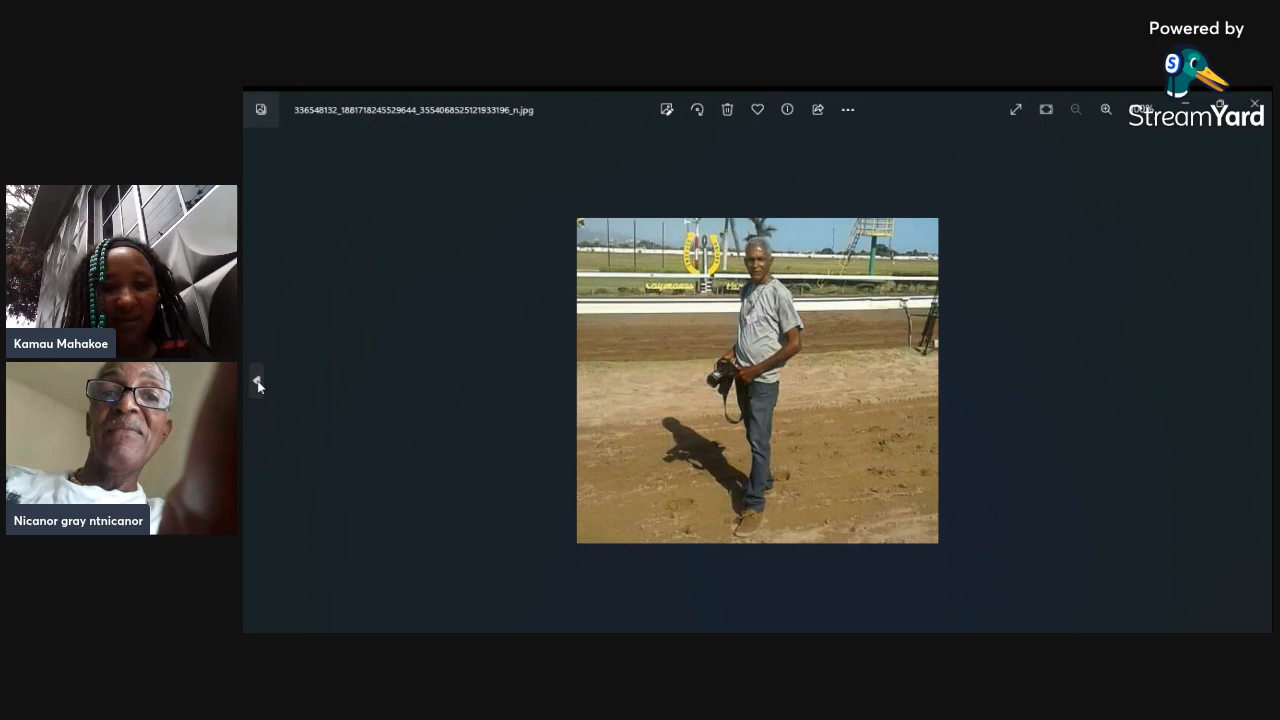 Powered by
StreamYard
336548132_1881718245529644_3554068525121933196_n.jpg
Kamau Mahakoe
Nicanor gray ntnicanor